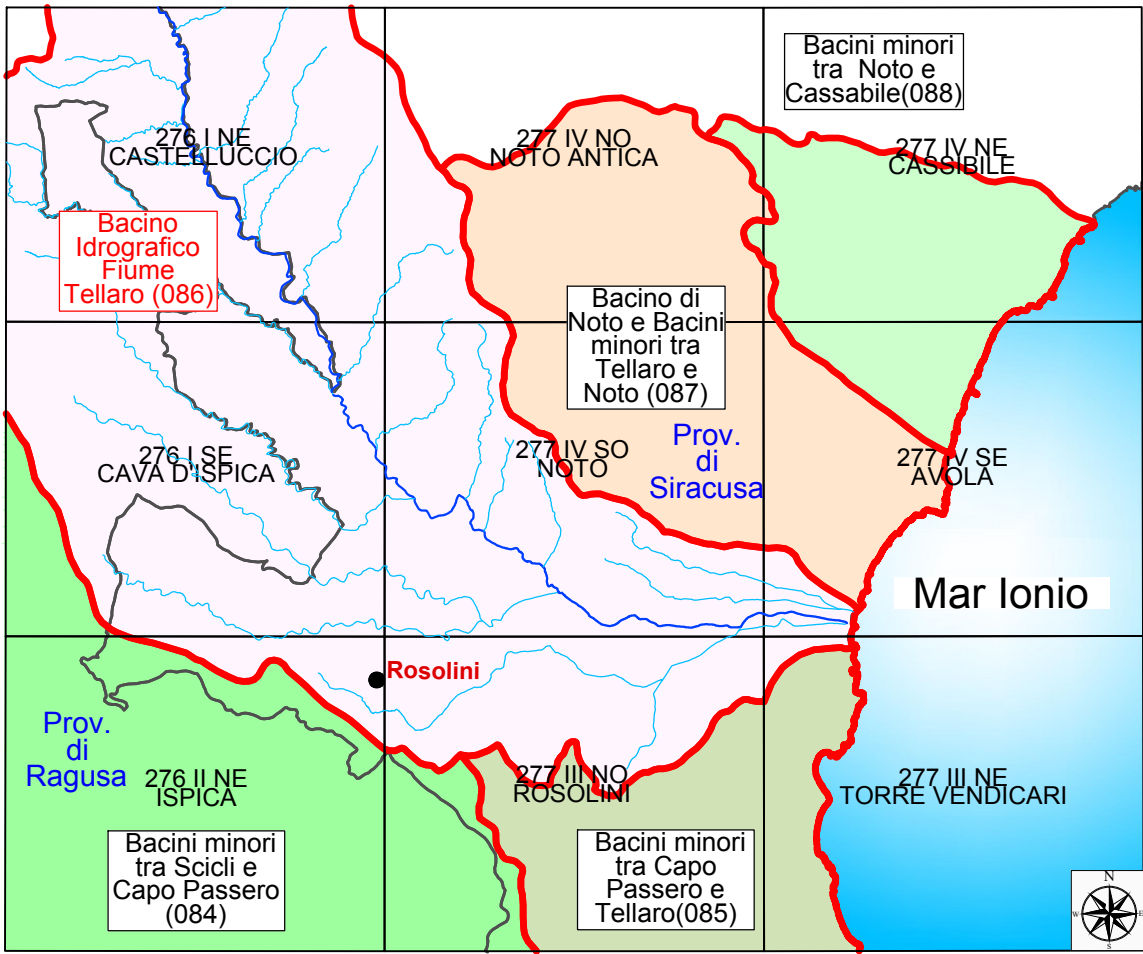 Bacini minori
tra Noto e
Cassabile(088)
276 I NE
CASTELLUCCIO
277 IV NO
NOTO ANTICA
277 IV NE
CASSIBILE
Bacino
Idrografico
Fiume
Tellaro (086)
Bacino di
Noto e Bacini
minori tra
Tellaro e
Noto (087)
276 I SE
CAVA D'ISPICA
277 IV SO
NOTO
Prov.
di
Siracusa
277 IV SE
AVOLA
Mar Ionio
Rosolini
Prov.
di
Ragusa
276 II NE
ISPICA
277 III NO
ROSOLINI
277 III NE
TORRE VENDICARI
Bacini minori
tra Scicli e
Capo Passero
(084)
Bacini minori
tra Capo
Passero e
Tellaro(085)
N
W
E
S